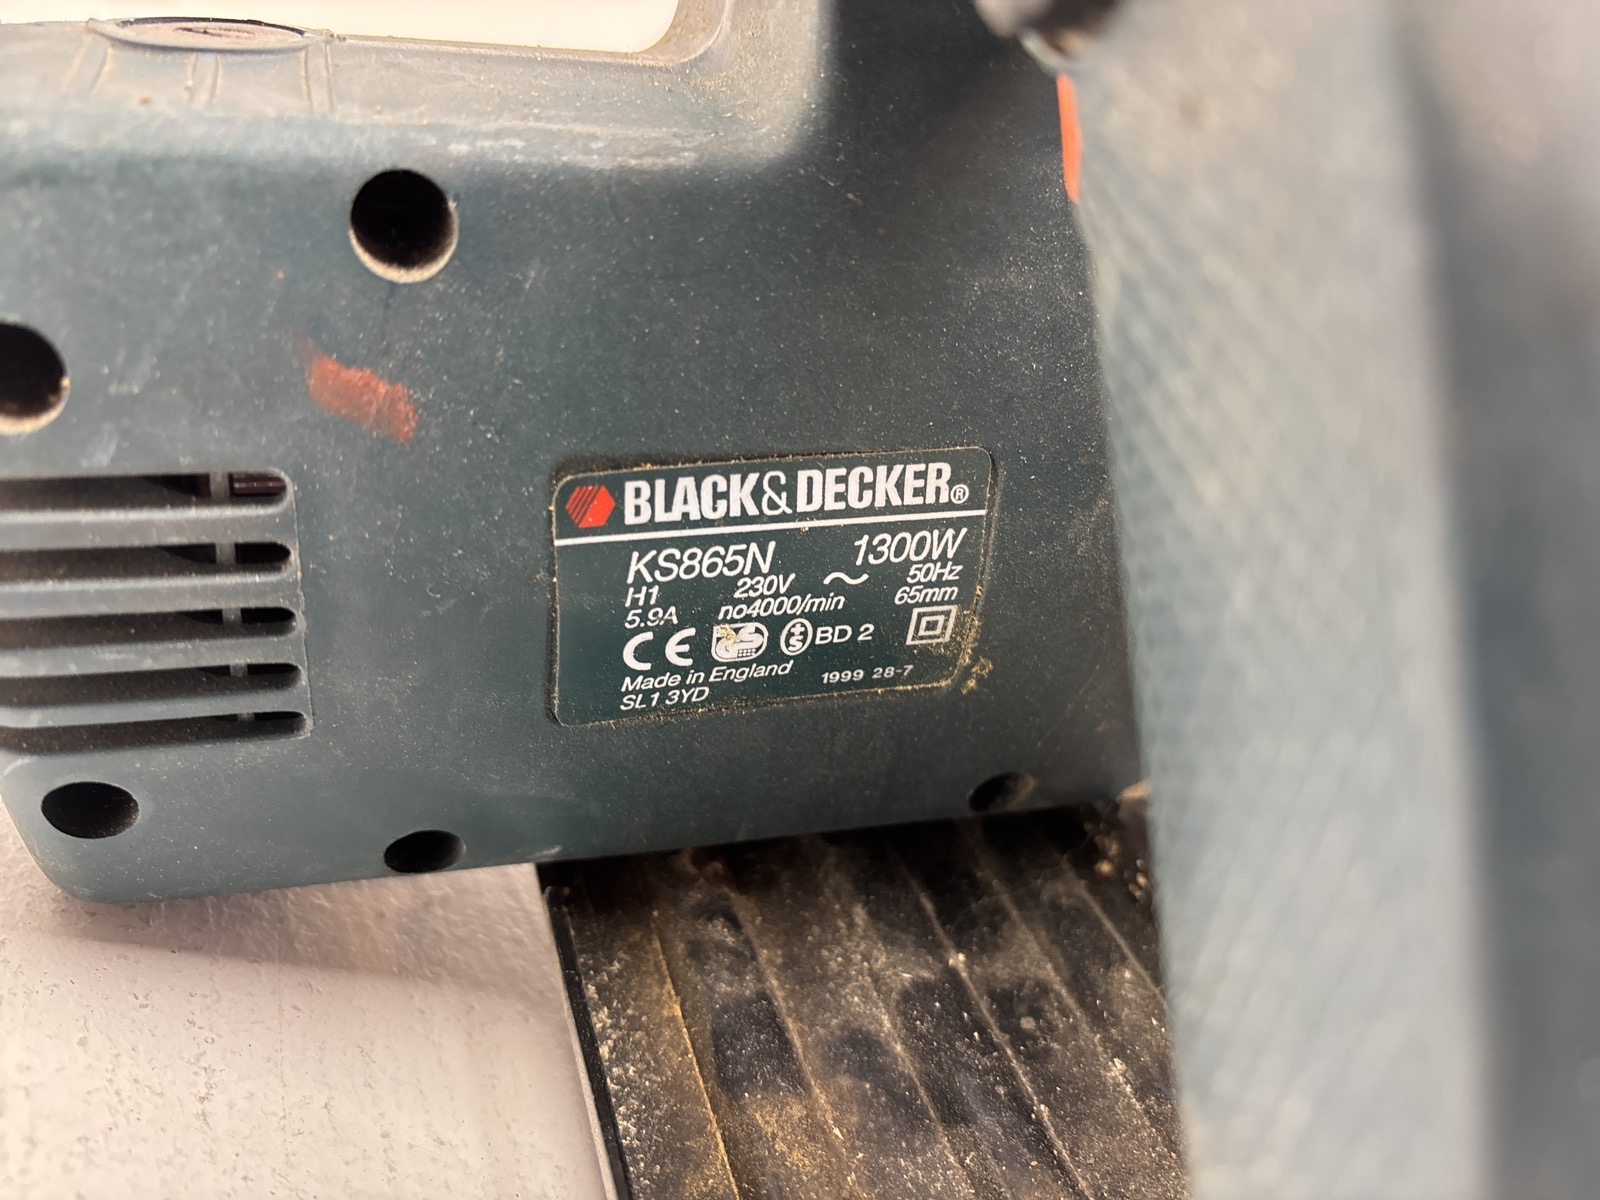 BLACK&DECKER®
KS865N 1300W
H1 230V ~ 50Hz
5.9A no4000/min 65mm
CE S BD 2
Made in England 1999 28-7
SL1 3YD